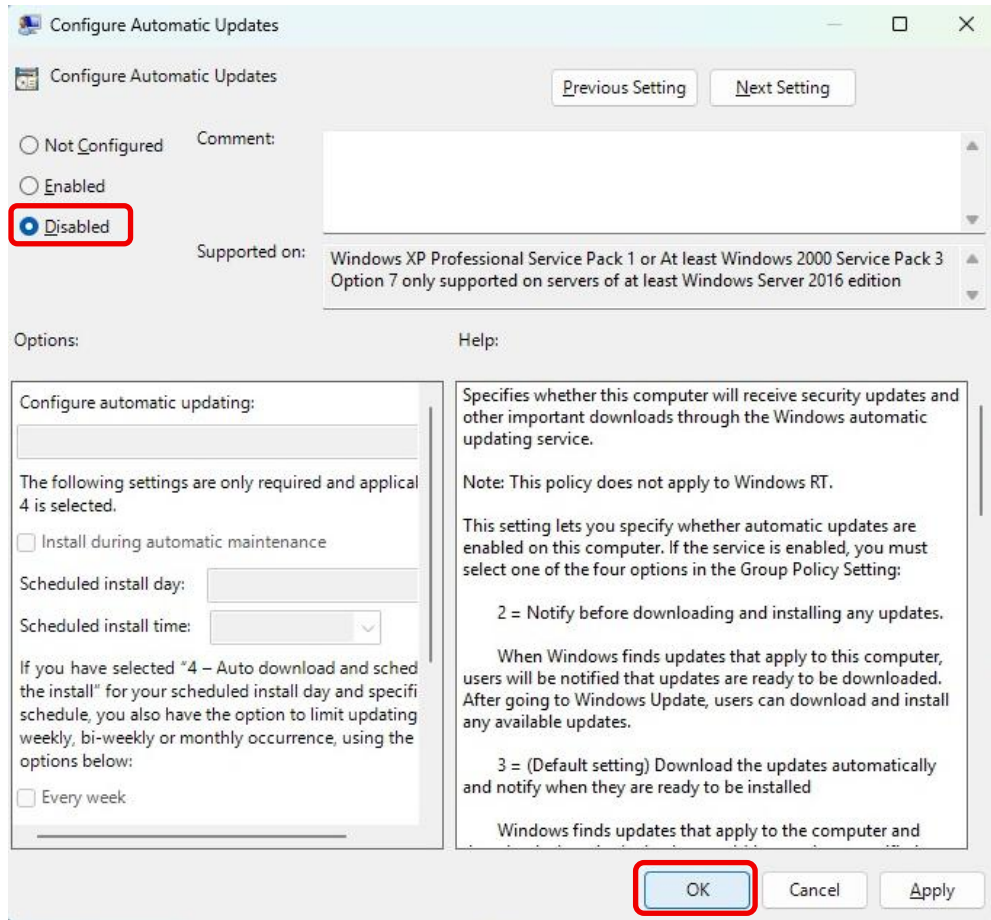 Configure Automatic Updates
Configure Automatic Updates
Previous Setting
Next Setting
Not Configured
Enabled
Disabled
Comment:
Supported on:
Windows XP Professional Service Pack 1 or At least Windows 2000 Service Pack 3
Option 7 only supported on servers of at least Windows Server 2016 edition
Options:
Help:
Configure automatic updating:
The following settings are only required and applical
4 is selected.
Install during automatic maintenance
Scheduled install day:
Scheduled install time:
If you have selected “4 – Auto download and sched
the install” for your scheduled install day and specifi
schedule, you also have the option to limit updating
weekly, bi-weekly or monthly occurrence, using the
options below:
Every week
Specifies whether this computer will receive security updates and
other important downloads through the Windows automatic
updating service.
Note: This policy does not apply to Windows RT.
This setting lets you specify whether automatic updates are
enabled on this computer. If the service is enabled, you must
select one of the four options in the Group Policy Setting:
2 = Notify before downloading and installing any updates.
When Windows finds updates that apply to this computer,
users will be notified that updates are ready to be downloaded.
After going to Windows Update, users can download and install
any available updates.
3 = (Default setting) Download the updates automatically
and notify when they are ready to be installed
Windows finds updates that apply to the computer and
OK
Cancel
Apply